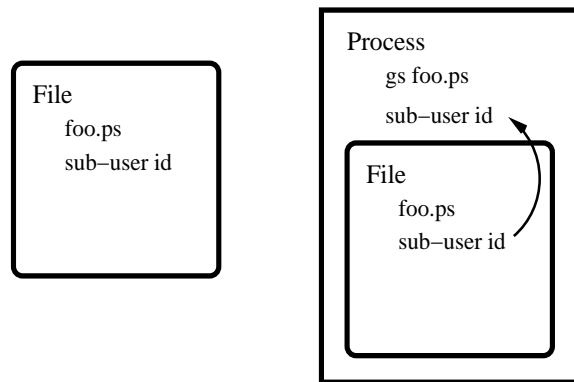 File
foo.ps
sub−user id
Process
gs foo.ps
sub−user id
File
foo.ps
sub−user id